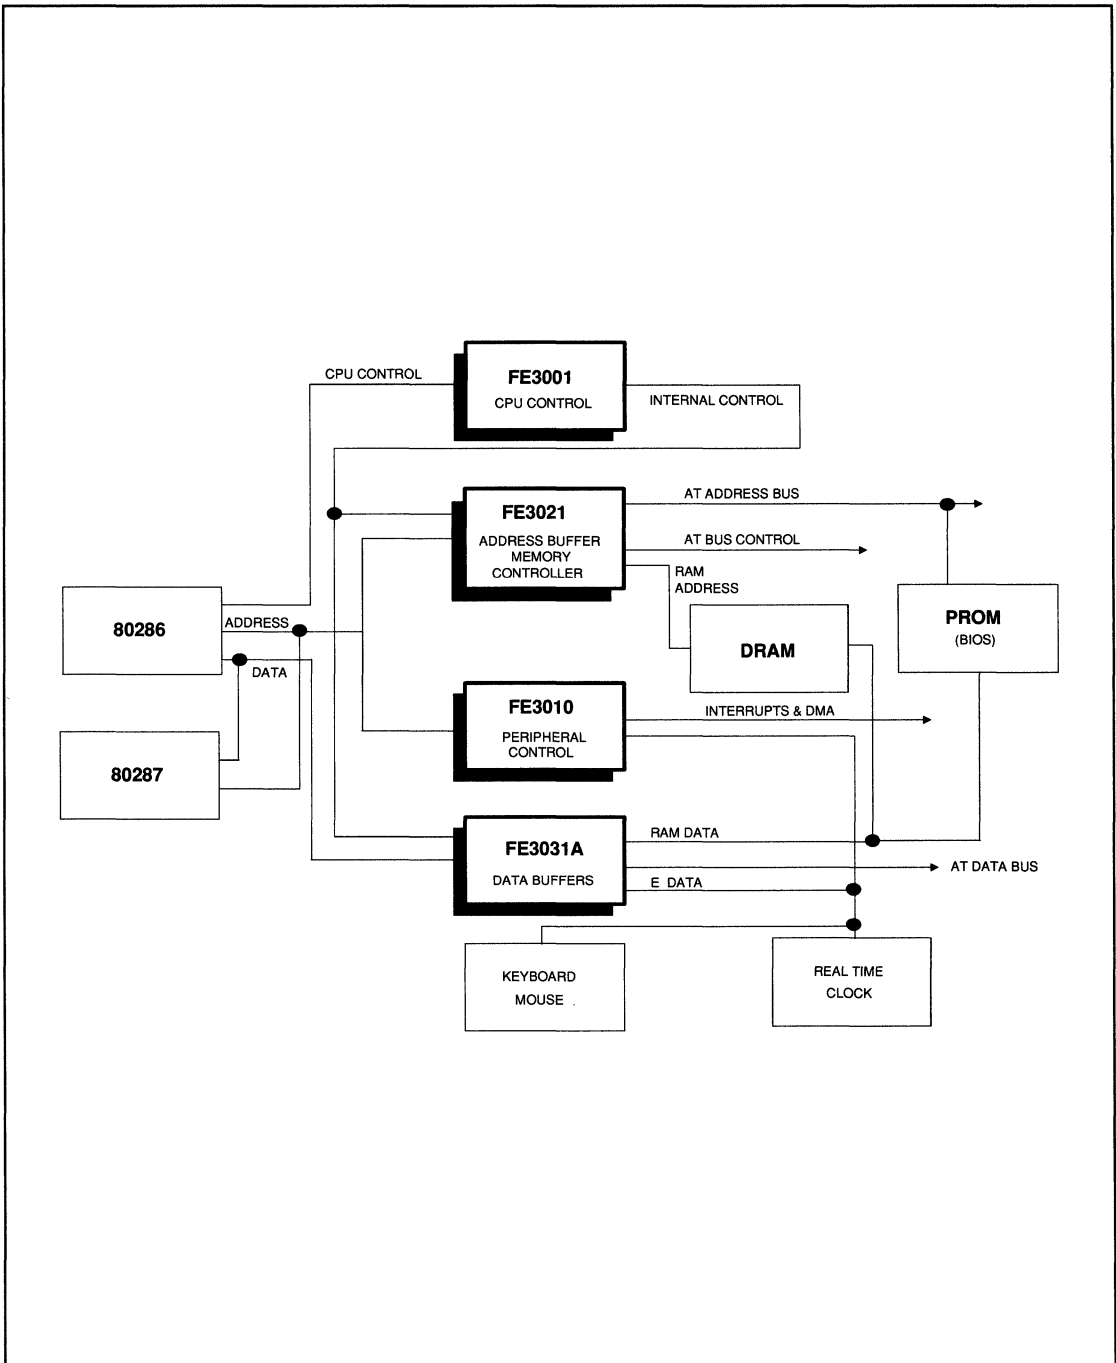 CPU CONTROL
FE3001
CPU CONTROL
INTERNAL CONTROL
FE3021
ADDRESS BUFFER
MEMORY
CONTROLLER
AT ADDRESS BUS
AT BUS CONTROL
RAM
ADDRESS
80286
ADDRESS
DATA
DRAM
PROM
(BIOS)
80287
FE3010
PERIPHERAL
CONTROL
INTERRUPTS & DMA
FE3031A
DATA BUFFERS
RAM DATA
AT DATA BUS
E DATA
KEYBOARD
MOUSE
REAL TIME
CLOCK